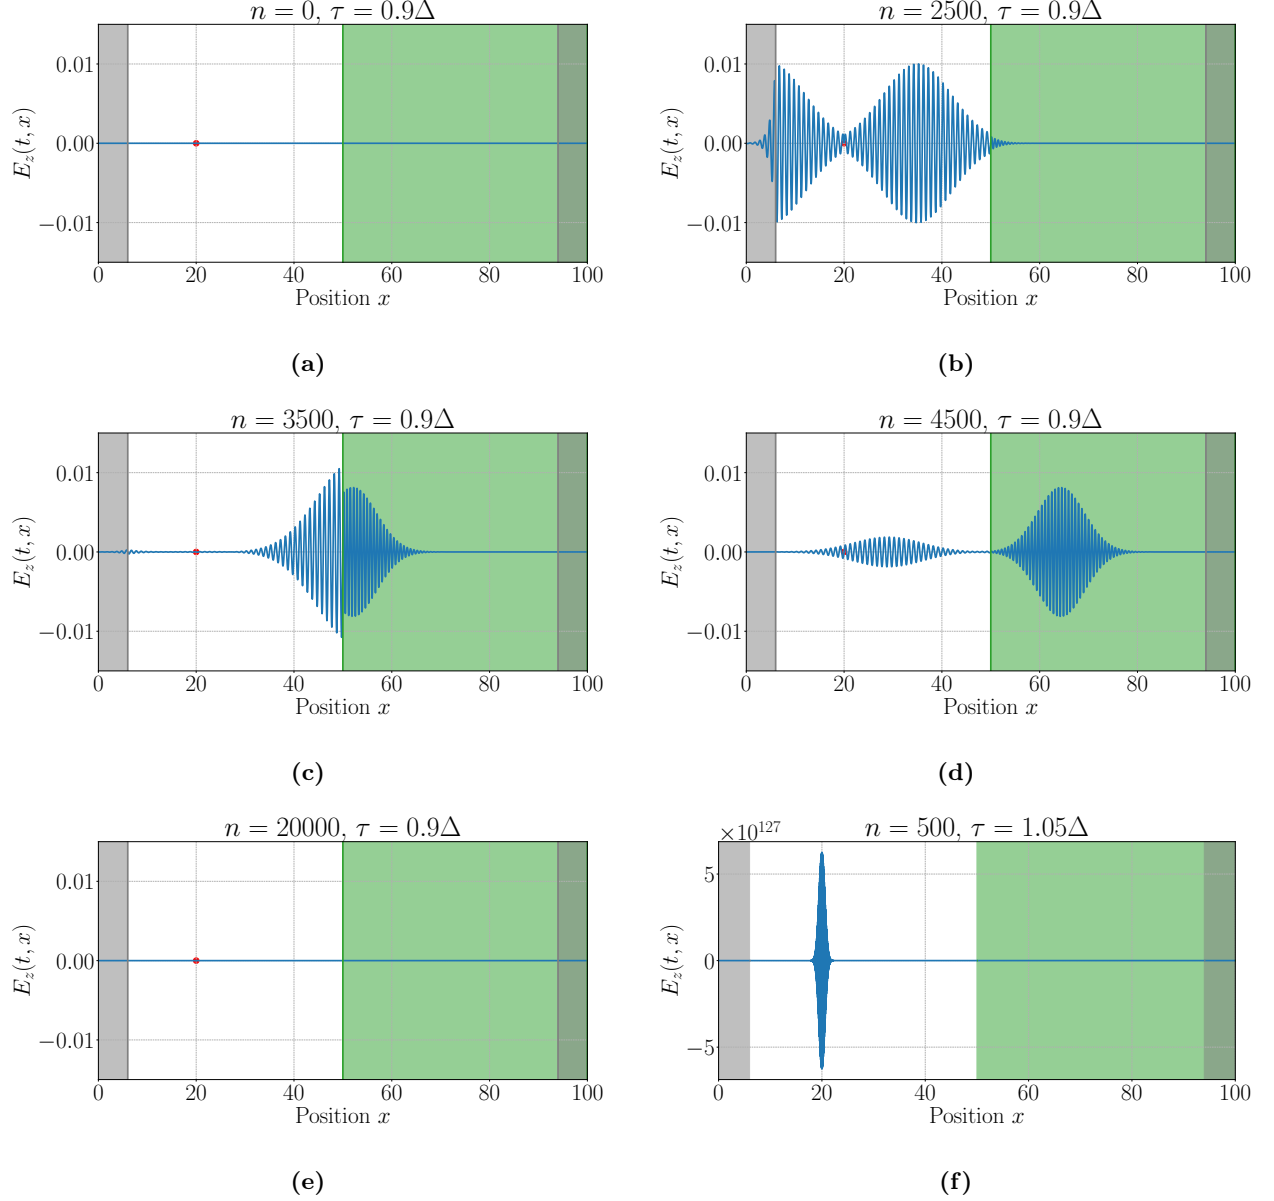 n = 0, τ = 0.9Δ
0.01
0.00
−0.01
E_z(t, x)
0 20 40 60 80 100
Position x
(a)
n = 2500, τ = 0.9Δ
0.01
0.00
−0.01
E_z(t, x)
0 20 40 60 80 100
Position x
(b)
n = 3500, τ = 0.9Δ
0.01
0.00
−0.01
E_z(t, x)
0 20 40 60 80 100
Position x
(c)
n = 4500, τ = 0.9Δ
0.01
0.00
−0.01
E_z(t, x)
0 20 40 60 80 100
Position x
(d)
n = 20000, τ = 0.9Δ
0.01
0.00
−0.01
E_z(t, x)
0 20 40 60 80 100
Position x
(e)
×10^127 n = 500, τ = 1.05Δ
5
0
−5
E_z(t, x)
0 20 40 60 80 100
Position x
(f)